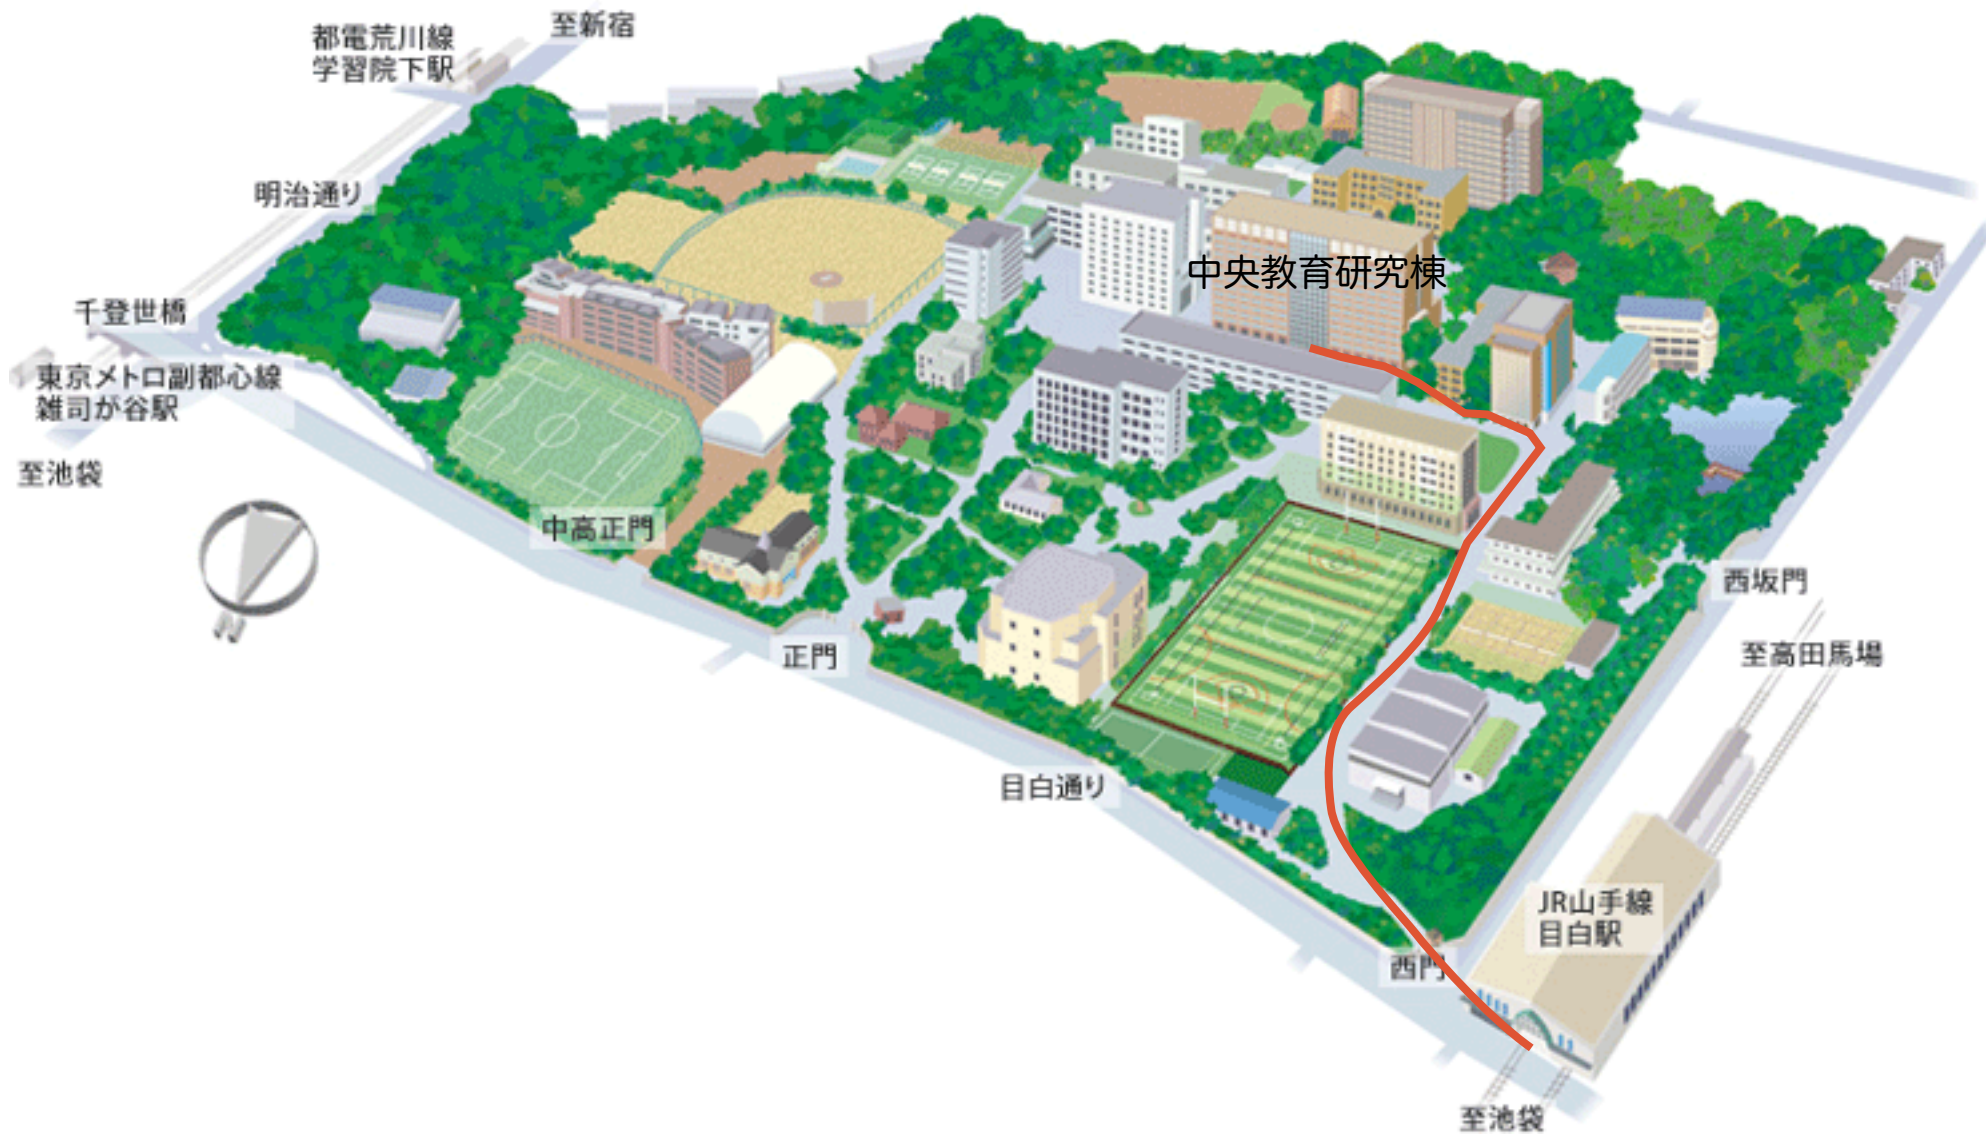 至新宿
都電荒川線
学習院下駅
明治通り
中央教育研究棟
千登世橋
東京メトロ副都心線
雑司が谷駅
至池袋
中高正門
N
西坂門
正門
至高田馬場
目白通り
JR山手線
目白駅
西門
至池袋